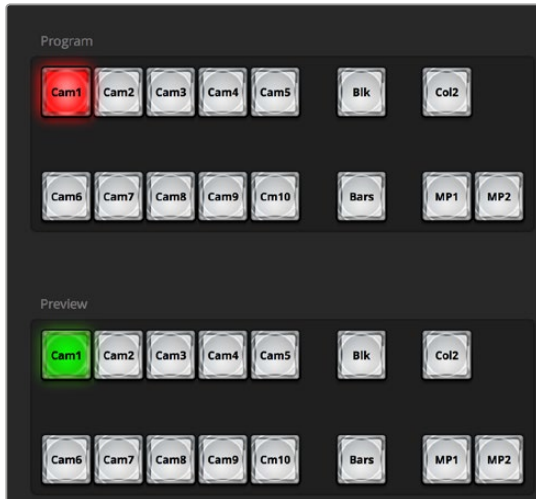 Program
Cam1 Cam2 Cam3 Cam4 Cam5 Blk Col2
Cam6 Cam7 Cam8 Cam9 Cm10 Bars MP1 MP2
Preview
Cam1 Cam2 Cam3 Cam4 Cam5 Blk Col2
Cam6 Cam7 Cam8 Cam9 Cm10 Bars MP1 MP2